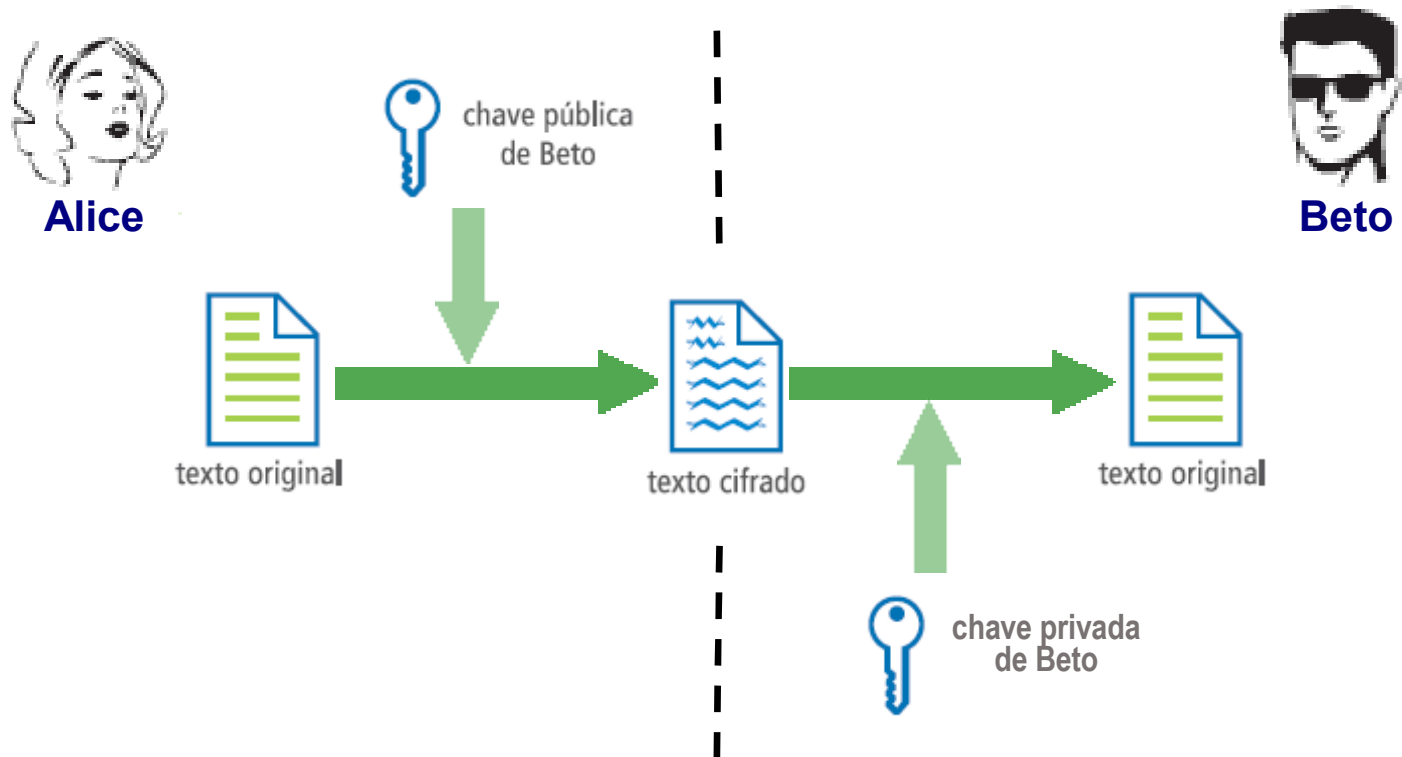 chave pública
de Beto
Alice
Beto
texto original
texto cifrado
texto original
chave privada
de Beto